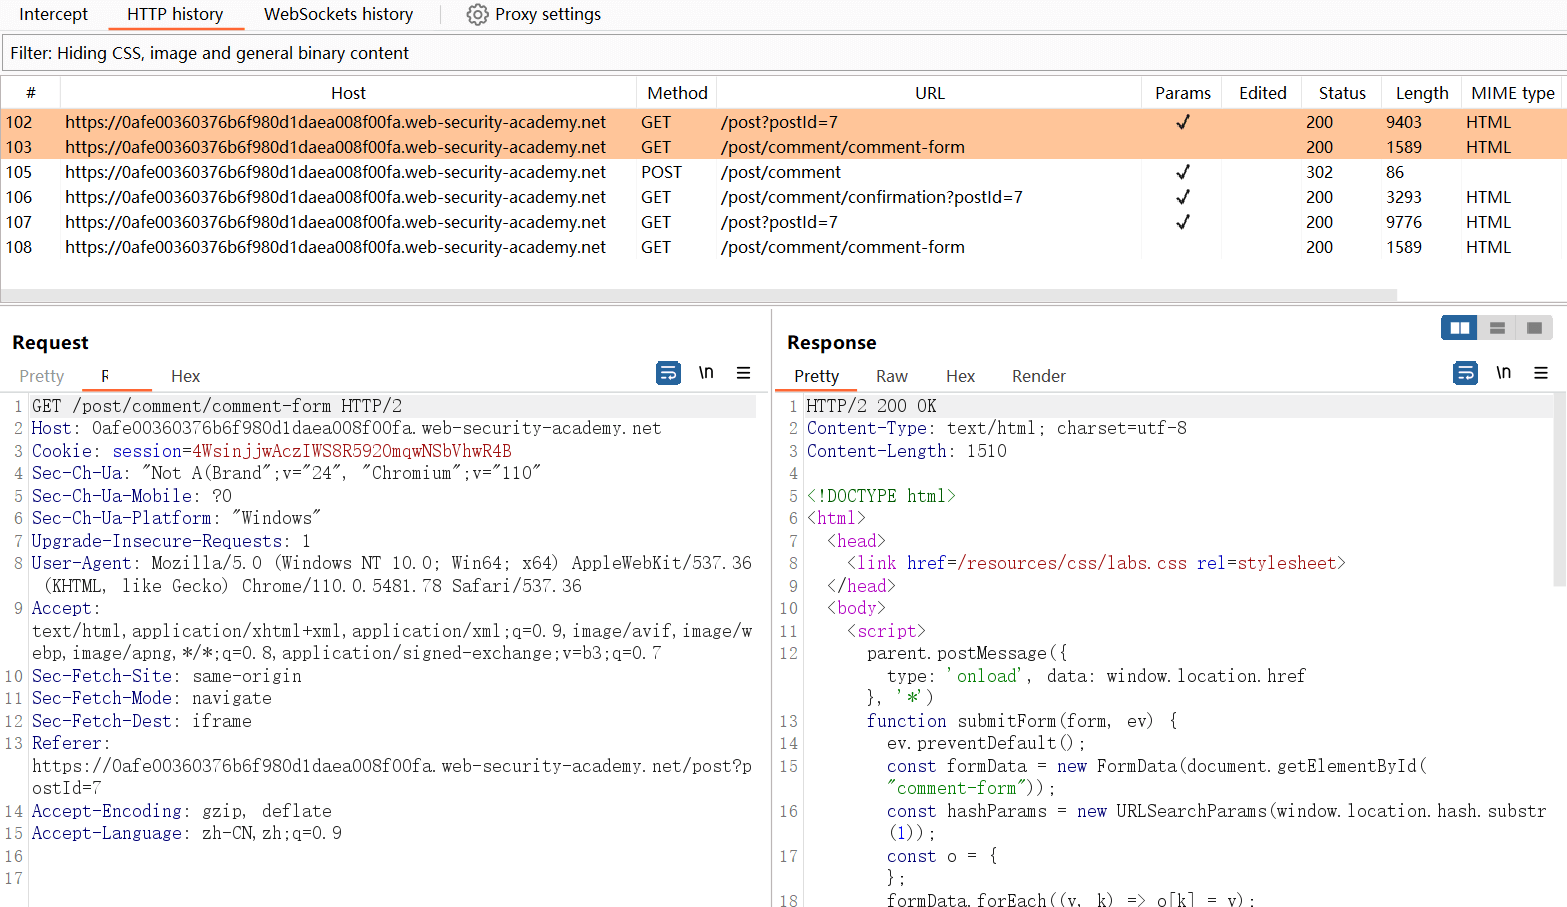 Intercept HTTP history WebSockets history Proxy settings
Filter: Hiding CSS, image and general binary content
# Host Method URL Params Edited Status Length MIME type
102 https://0afe00360376b6f980d1daea008f00fa.web-security-academy.net GET /post?postId=7 ✓ 200 9403 HTML
103 https://0afe00360376b6f980d1daea008f00fa.web-security-academy.net GET /post/comment/comment-form 200 1589 HTML
105 https://0afe00360376b6f980d1daea008f00fa.web-security-academy.net POST /post/comment ✓ 302 86
106 https://0afe00360376b6f980d1daea008f00fa.web-security-academy.net GET /post/comment/confirmation?postId=7 ✓ 200 3293 HTML
107 https://0afe00360376b6f980d1daea008f00fa.web-security-academy.net GET /post?postId=7 ✓ 200 9776 HTML
108 https://0afe00360376b6f980d1daea008f00fa.web-security-academy.net GET /post/comment/comment-form 200 1589 HTML
Request
Pretty R Hex \n
1 GET /post/comment/comment-form HTTP/2
2 Host: 0afe00360376b6f980d1daea008f00fa.web-security-academy.net
3 Cookie: session=4WsinjjwAczIWS8R5920mqwNSbVhwR4B
4 Sec-Ch-Ua: "Not A(Brand";v="24", "Chromium";v="110"
5 Sec-Ch-Ua-Mobile: ?0
6 Sec-Ch-Ua-Platform: "Windows"
7 Upgrade-Insecure-Requests: 1
8 User-Agent: Mozilla/5.0 (Windows NT 10.0; Win64; x64) AppleWebKit/537.36
(KHTML, like Gecko) Chrome/110.0.5481.78 Safari/537.36
9 Accept:
text/html,application/xhtml+xml,application/xml;q=0.9,image/avif,image/w
ebp,image/apng,*/*;q=0.8,application/signed-exchange;v=b3;q=0.7
10 Sec-Fetch-Site: same-origin
11 Sec-Fetch-Mode: navigate
12 Sec-Fetch-Dest: iframe
13 Referer:
https://0afe00360376b6f980d1daea008f00fa.web-security-academy.net/post?p
ostId=7
14 Accept-Encoding: gzip, deflate
15 Accept-Language: zh-CN,zh;q=0.9
16
17
Response
Pretty Raw Hex Render \n
1 HTTP/2 200 OK
2 Content-Type: text/html; charset=utf-8
3 Content-Length: 1510
4
5 <!DOCTYPE html>
6 <html>
7 <head>
8 <link href=/resources/css/labs.css rel=stylesheet>
9 </head>
10 <body>
11 <script>
12 parent.postMessage({
type: 'onload', data: window.location.href
}, '*')
13 function submitForm(form, ev) {
14 ev.preventDefault();
15 const formData = new FormData(document.getElementById(
"comment-form"));
16 const hashParams = new URLSearchParams(window.location.hash.substr
(1));
17 const o = {
};
18 formData.forEach((v, k) => o[k] = v);